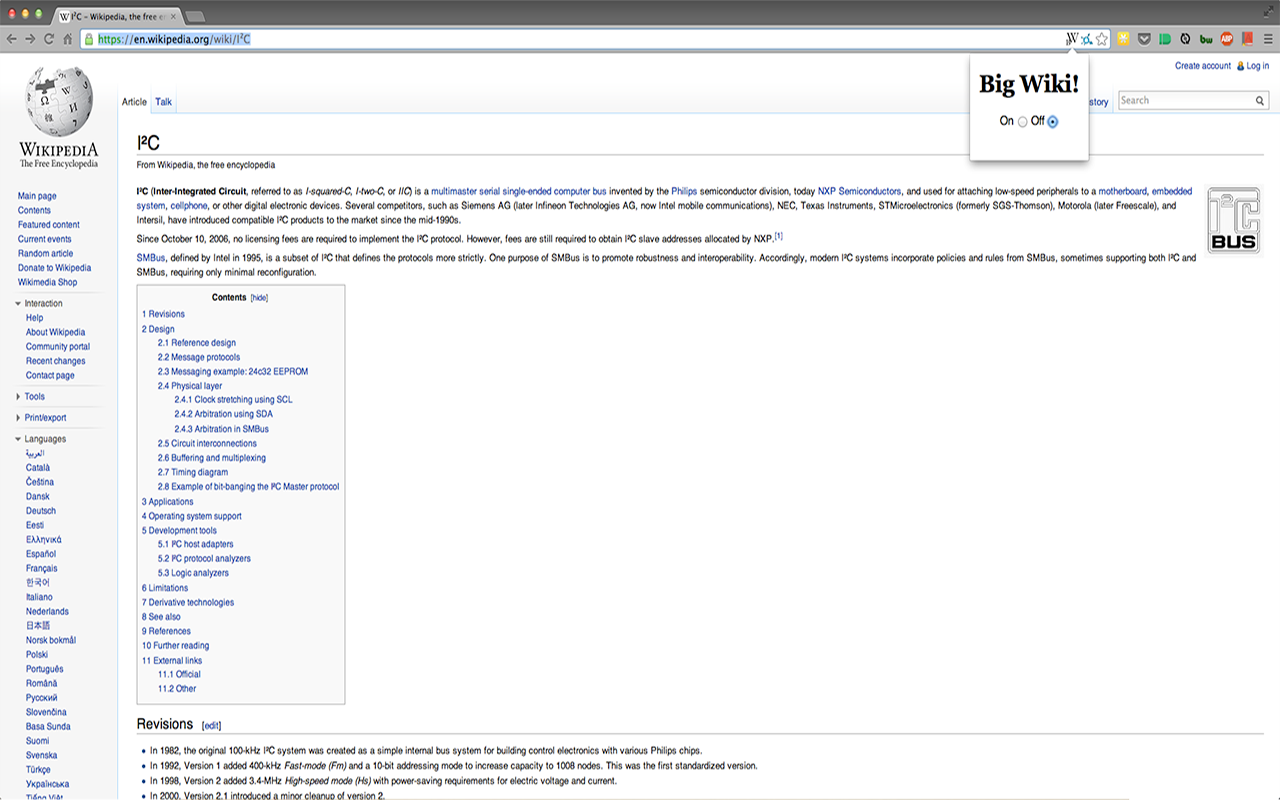 I²C – Wikipedia, the free en
https://en.wikipedia.org/wiki/I²C
Big Wiki!
On Off
Create account Log in
Article Talk
story
Search
WIKIPEDIA
The Free Encyclopedia
Main page
Contents
Featured content
Current events
Random article
Donate to Wikipedia
Wikimedia Shop
Interaction
Help
About Wikipedia
Community portal
Recent changes
Contact page
Tools
Print/export
Languages
العربية
Català
Čeština
Dansk
Deutsch
Eesti
Ελληνικά
Español
Français
한국어
Italiano
Nederlands
日本語
Norsk bokmål
Polski
Português
Română
Русский
Slovenčina
Basa Sunda
Suomi
Svenska
Türkçe
Українська
Tiếng Việt
I²C
From Wikipedia, the free encyclopedia
I²C (Inter-Integrated Circuit, referred to as I-squared-C, I-two-C, or IIC) is a multimaster serial single-ended computer bus invented by the Philips semiconductor division, today NXP Semiconductors, and used for attaching low-speed peripherals to a motherboard, embedded
system, cellphone, or other digital electronic devices. Several competitors, such as Siemens AG (later Infineon Technologies AG, now Intel mobile communications), NEC, Texas Instruments, STMicroelectronics (formerly SGS-Thomson), Motorola (later Freescale), and
Intersil, have introduced compatible I²C products to the market since the mid-1990s.
Since October 10, 2006, no licensing fees are required to implement the I²C protocol. However, fees are still required to obtain I²C slave addresses allocated by NXP.[1]
SMBus, defined by Intel in 1995, is a subset of I²C that defines the protocols more strictly. One purpose of SMBus is to promote robustness and interoperability. Accordingly, modern I²C systems incorporate policies and rules from SMBus, sometimes supporting both I²C and
SMBus, requiring only minimal reconfiguration.
I²C
BUS
Contents [hide]
1 Revisions
2 Design
2.1 Reference design
2.2 Message protocols
2.3 Messaging example: 24c32 EEPROM
2.4 Physical layer
2.4.1 Clock stretching using SCL
2.4.2 Arbitration using SDA
2.4.3 Arbitration in SMBus
2.5 Circuit interconnections
2.6 Buffering and multiplexing
2.7 Timing diagram
2.8 Example of bit-banging the I²C Master protocol
3 Applications
4 Operating system support
5 Development tools
5.1 I²C host adapters
5.2 I²C protocol analyzers
5.3 Logic analyzers
6 Limitations
7 Derivative technologies
8 See also
9 References
10 Further reading
11 External links
11.1 Official
11.2 Other
Revisions [edit]
In 1982, the original 100-kHz I²C system was created as a simple internal bus system for building control electronics with various Philips chips.
In 1992, Version 1 added 400-kHz Fast-mode (Fm) and a 10-bit addressing mode to increase capacity to 1008 nodes. This was the first standardized version.
In 1998, Version 2 added 3.4-MHz High-speed mode (Hs) with power-saving requirements for electric voltage and current.
In 2000, Version 2.1 introduced a minor cleanup of version 2.